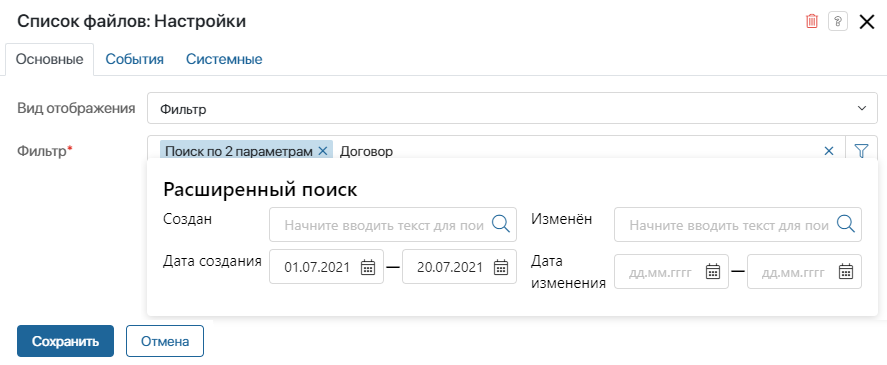 Список файлов: Настройки ?
Основные События Системные
Вид отображения Фильтр
Фильтр* Поиск по 2 параметрам × Договор ×
Расширенный поиск
Создан Начните вводить текст для пои Изменён Начните вводить текст для пои
Дата создания 01.07.2021 — 20.07.2021 Дата
изменения дд.мм.гггг — дд.мм.гггг
Сохранить Отмена